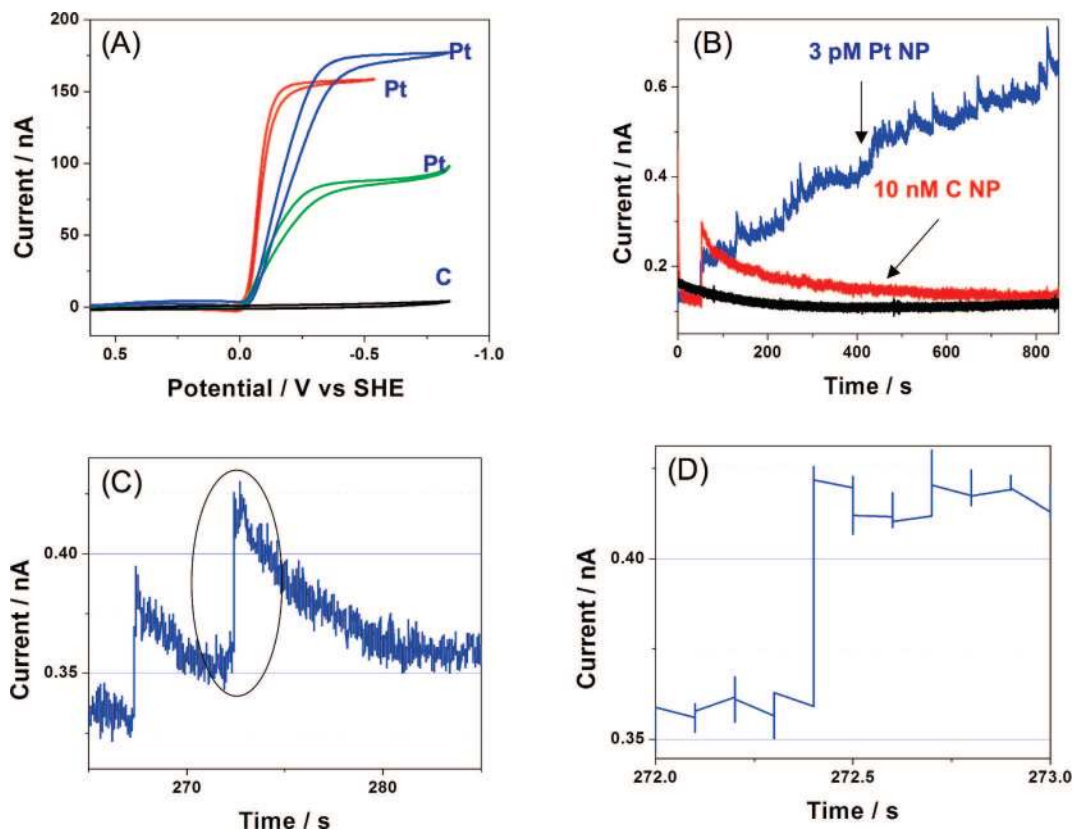 (A)
200
150
100
50
0
Current / nA
0.5
0.0
-0.5
-1.0
Potential / V vs SHE
Pt
Pt
Pt
C
(B)
3 pM Pt NP
10 nM C NP
0.6
0.4
0.2
Current / nA
0
200
400
600
800
Time / s
(C)
0.40
0.35
Current / nA
270
280
Time / s
(D)
0.40
0.35
Current / nA
272.0
272.5
273.0
Time / s